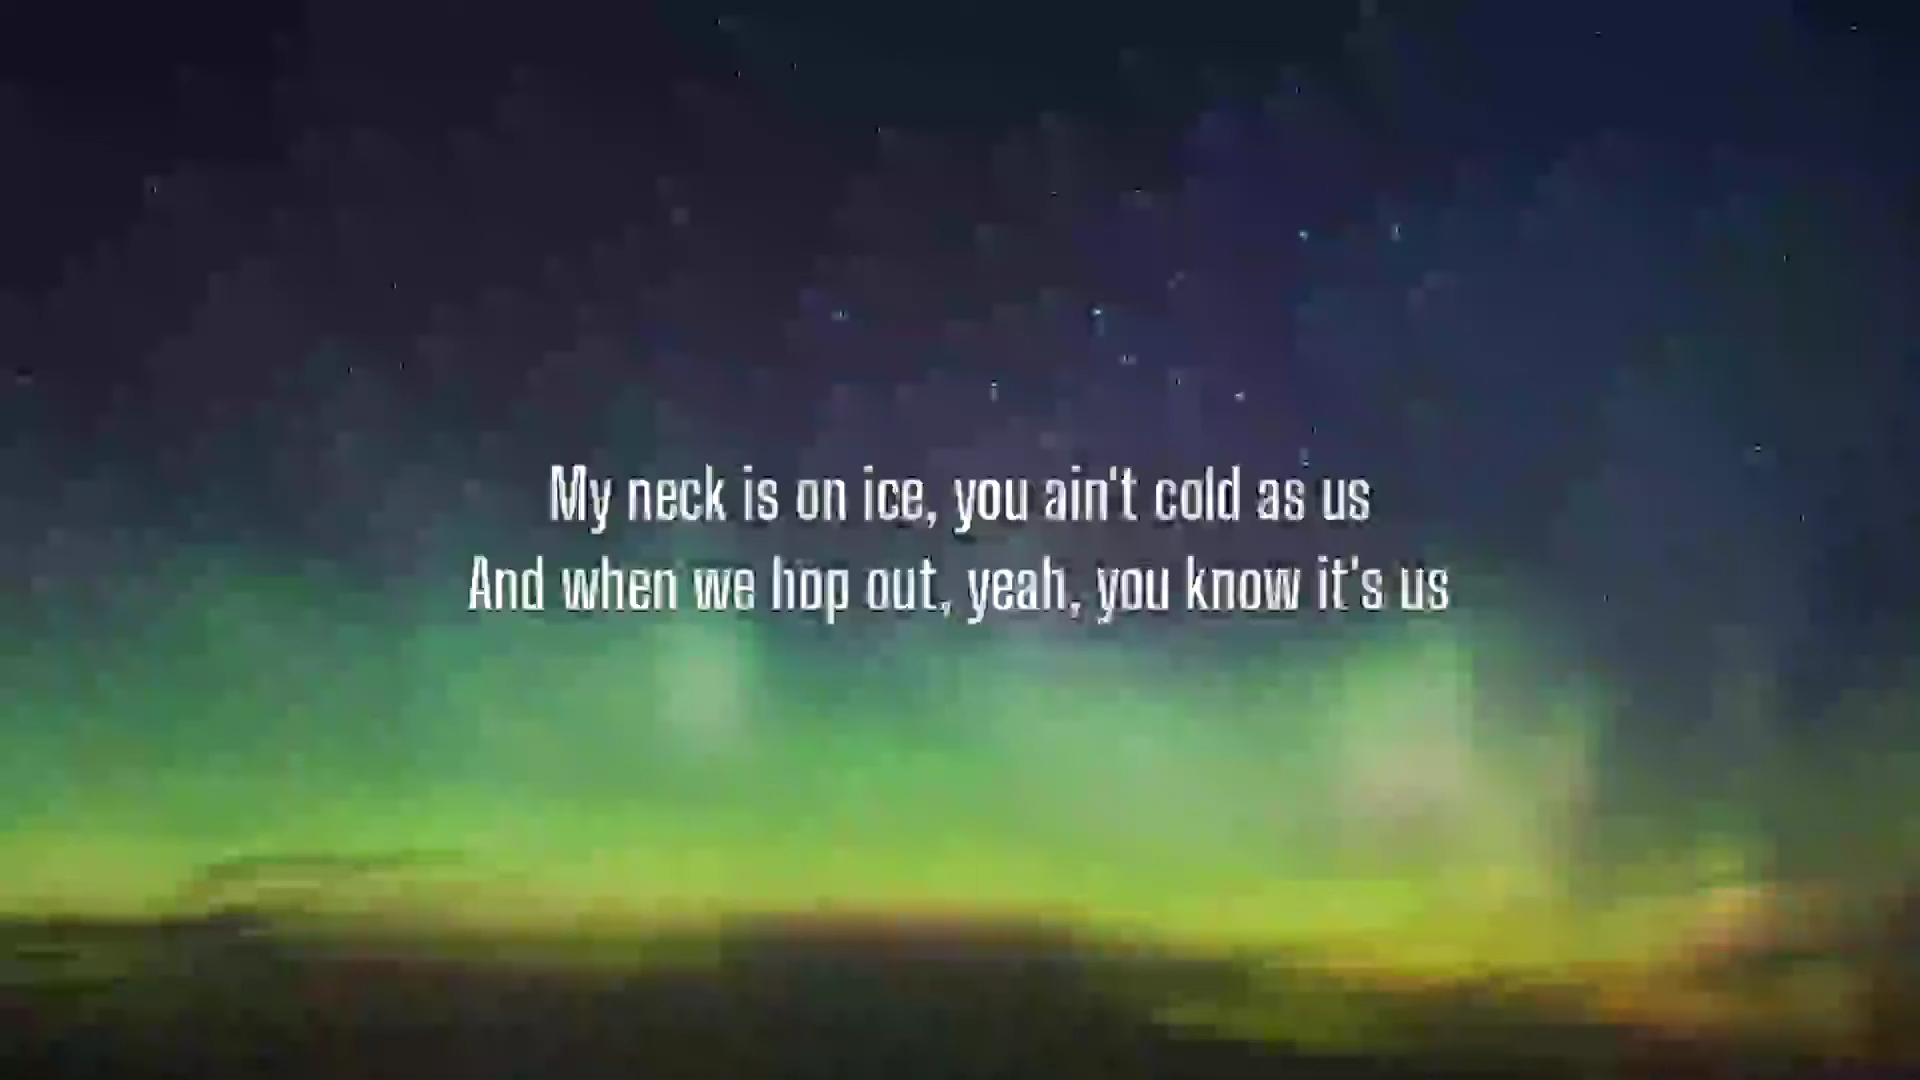 My neck is on ice, you ain't cold as us
And when we hop out, yeah, you know it's us